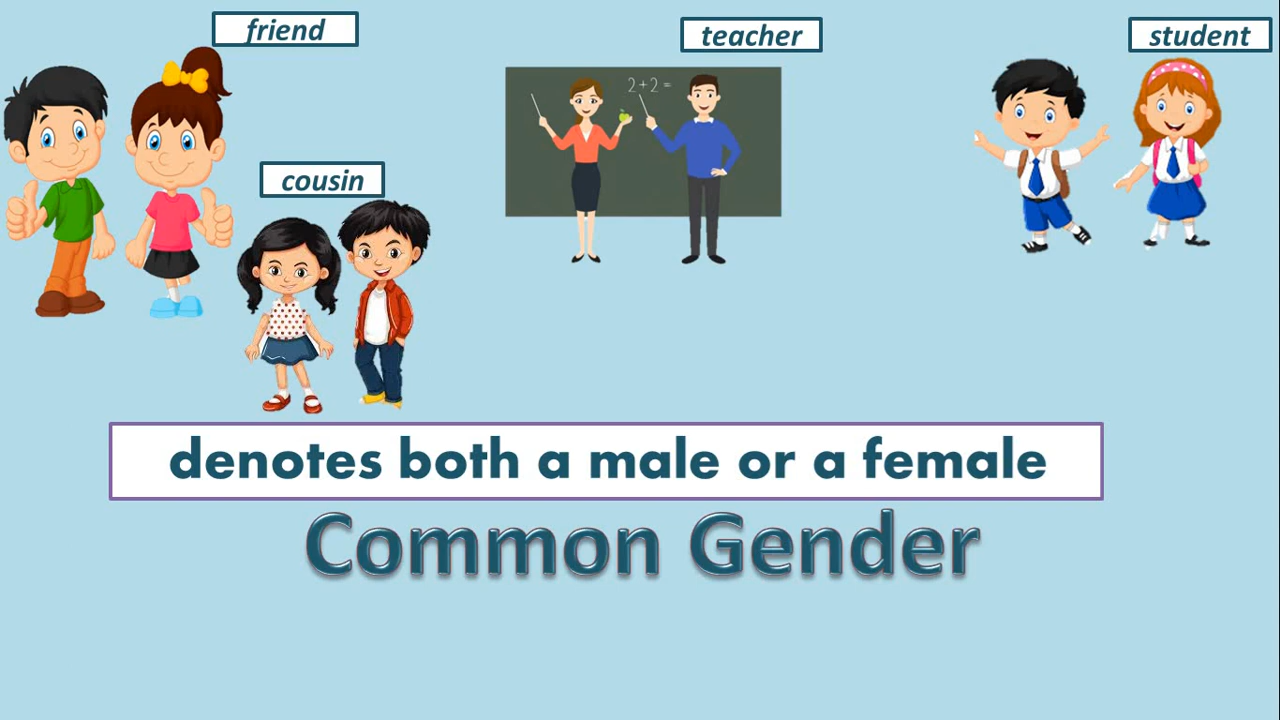 friend
teacher
student
cousin
2+2=
denotes both a male or a female
Common Gender